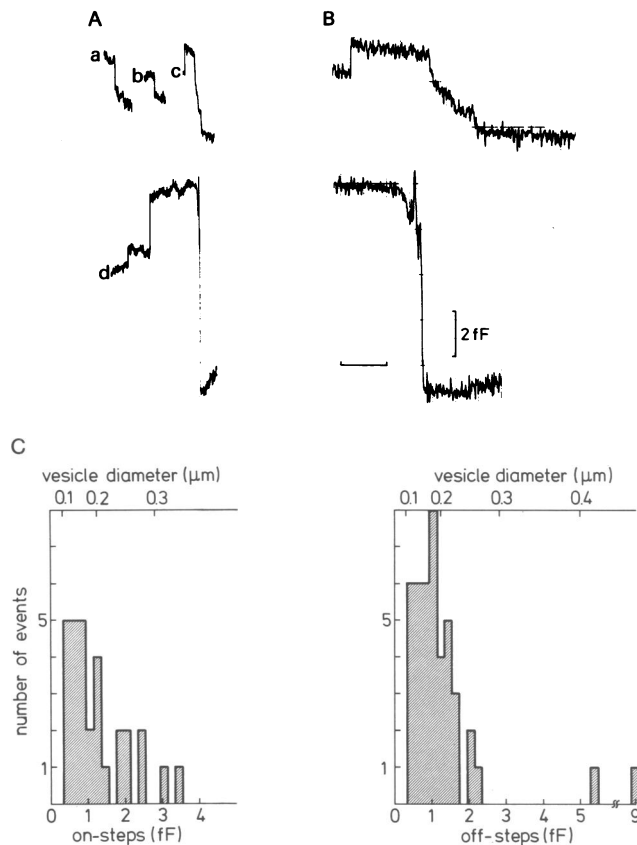 A
B
a
b
c
d
2 fF
C
vesicle diameter (μm)
0.1 0.2 0.3
number of events
5
1
0 1 2 3 4
on-steps (fF)
vesicle diameter (μm)
0.1 0.2 0.3 0.4
5
1
0 1 2 3 4 5 9
off-steps (fF)